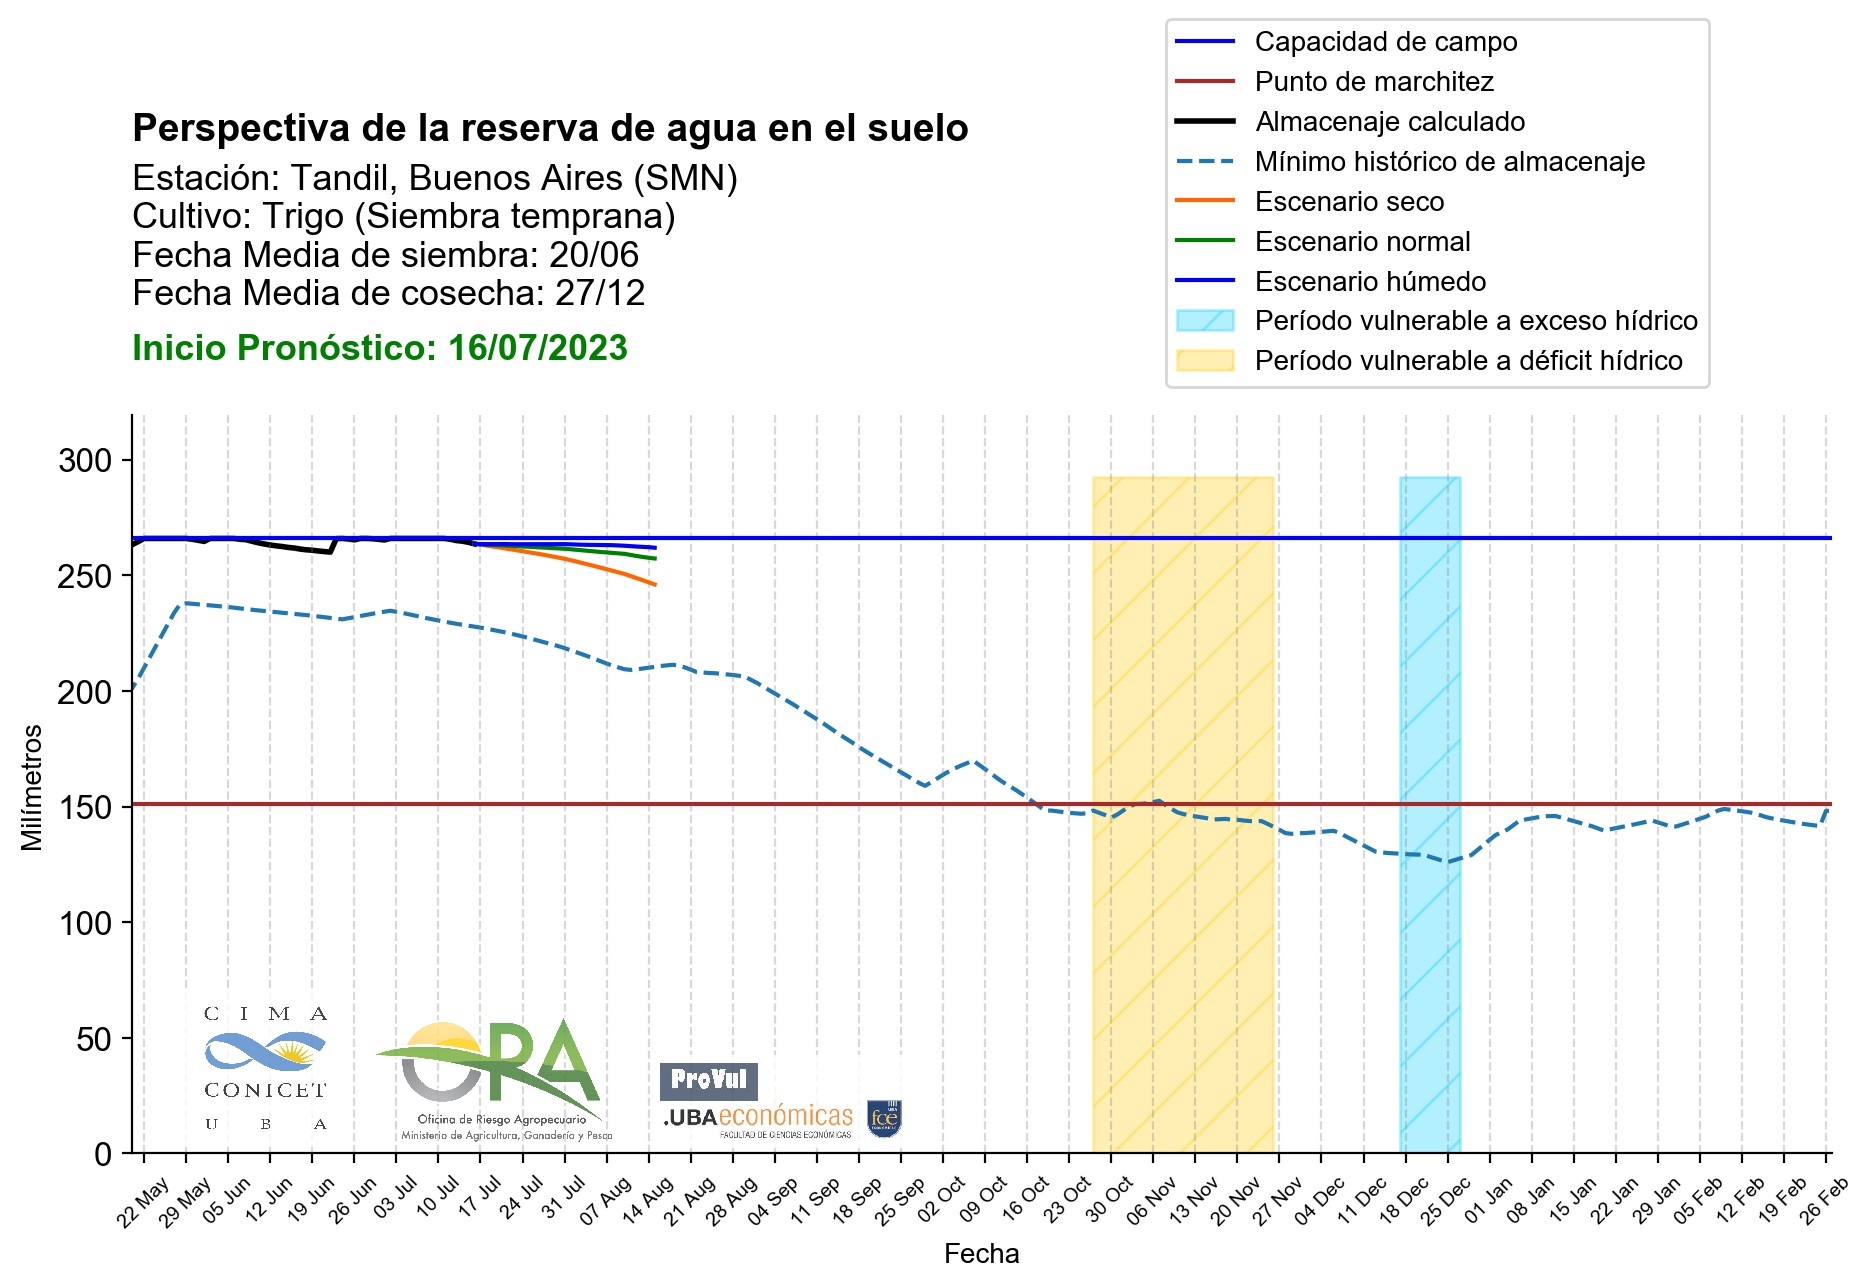 Capacidad de campo
Punto de marchitez
Almacenaje calculado
Mínimo histórico de almacenaje
Escenario seco
Escenario normal
Escenario húmedo
Período vulnerable a exceso hídrico
Período vulnerable a déficit hídrico
Perspectiva de la reserva de agua en el suelo
Estación: Tandil, Buenos Aires (SMN)
Cultivo: Trigo (Siembra temprana)
Fecha Media de siembra: 20/06
Fecha Media de cosecha: 27/12
Inicio Pronóstico: 16/07/2023
300
250
200
150
100
50
0
Milímetros
CIMA
CONICET
UBA
ORA
Oficina de Riesgo Agropecuario
Ministerio de Agricultura, Ganadería y Pesca
ProVul
.UBAeconómicas
FACULTAD DE CIENCIAS ECONÓMICAS
fce
22 May
29 May
05 Jun
12 Jun
19 Jun
26 Jun
03 Jul
10 Jul
17 Jul
24 Jul
31 Jul
07 Aug
14 Aug
21 Aug
28 Aug
04 Sep
11 Sep
18 Sep
25 Sep
02 Oct
09 Oct
16 Oct
23 Oct
30 Oct
06 Nov
13 Nov
20 Nov
27 Nov
04 Dec
11 Dec
18 Dec
25 Dec
01 Jan
08 Jan
15 Jan
22 Jan
29 Jan
05 Feb
12 Feb
19 Feb
26 Feb
Fecha